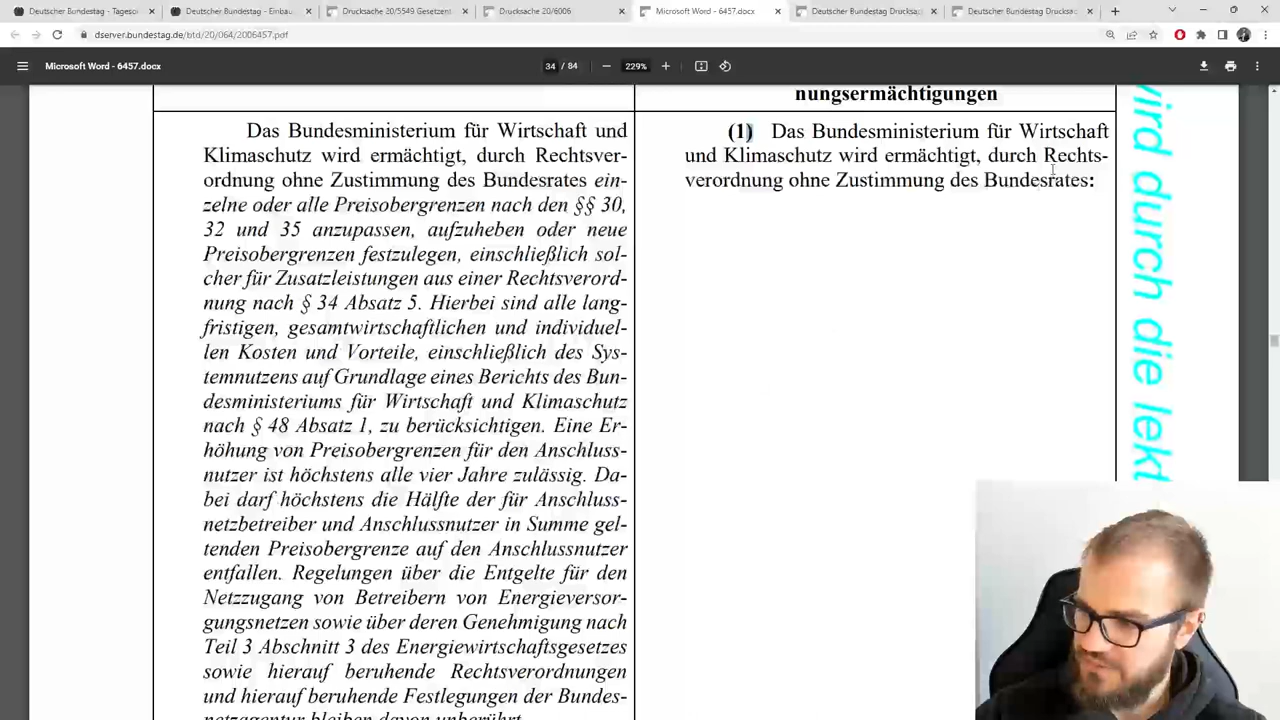 Deutscher Bundestag - Tagesor
Deutscher Bundestag - Einbau
Drucksache 20/5549 Gesetzent
Drucksache 20/6006
Microsoft Word - 6457.docx
Deutscher Bundestag Drucksac
Deutscher Bundestag Drucksac
dserver.bundestag.de/btd/20/064/2006457.pdf
Microsoft Word - 6457.docx
34 / 84
229%
nungsermächtigungen
Das Bundesministerium für Wirtschaft und
Klimaschutz wird ermächtigt, durch Rechtsver-
ordnung ohne Zustimmung des Bundesrates ein-
zelne oder alle Preisobergrenzen nach den §§ 30,
32 und 35 anzupassen, aufzuheben oder neue
Preisobergrenzen festzulegen, einschließlich sol-
cher für Zusatzleistungen aus einer Rechtsverord-
nung nach § 34 Absatz 5. Hierbei sind alle lang-
fristigen, gesamtwirtschaftlichen und individuel-
len Kosten und Vorteile, einschließlich des Sys-
temnutzens auf Grundlage eines Berichts des Bun-
desministeriums für Wirtschaft und Klimaschutz
nach § 48 Absatz 1, zu berücksichtigen. Eine Er-
höhung von Preisobergrenzen für den Anschluss-
nutzer ist höchstens alle vier Jahre zulässig. Da-
bei darf höchstens die Hälfte der für Anschluss-
netzbetreiber und Anschlussnutzer in Summe gel-
tenden Preisobergrenze auf den Anschlussnutzer
entfallen. Regelungen über die Entgelte für den
Netzzugang von Betreibern von Energieversor-
gungsnetzen sowie über deren Genehmigung nach
Teil 3 Abschnitt 3 des Energiewirtschaftsgesetzes
sowie hierauf beruhende Rechtsverordnungen
und hierauf beruhende Festlegungen der Bundes-
netzagentur bleiben davon unberührt.
(1) Das Bundesministerium für Wirtschaft
und Klimaschutz wird ermächtigt, durch Rechts-
verordnung ohne Zustimmung des Bundesrates:
wird durch die lekt